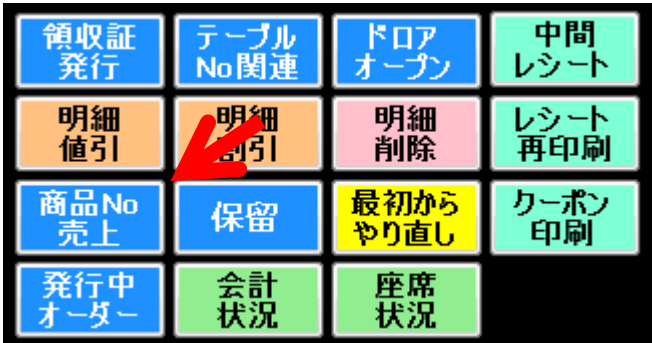 領収証
発行
テーブル
No関連
ドロア
オープン
中間
レシート
明細
値引
明細
割引
明細
削除
レシート
再印刷
商品No
売上
保留
最初から
やり直し
クーポン
印刷
発行中
オーダー
会計
状況
座席
状況